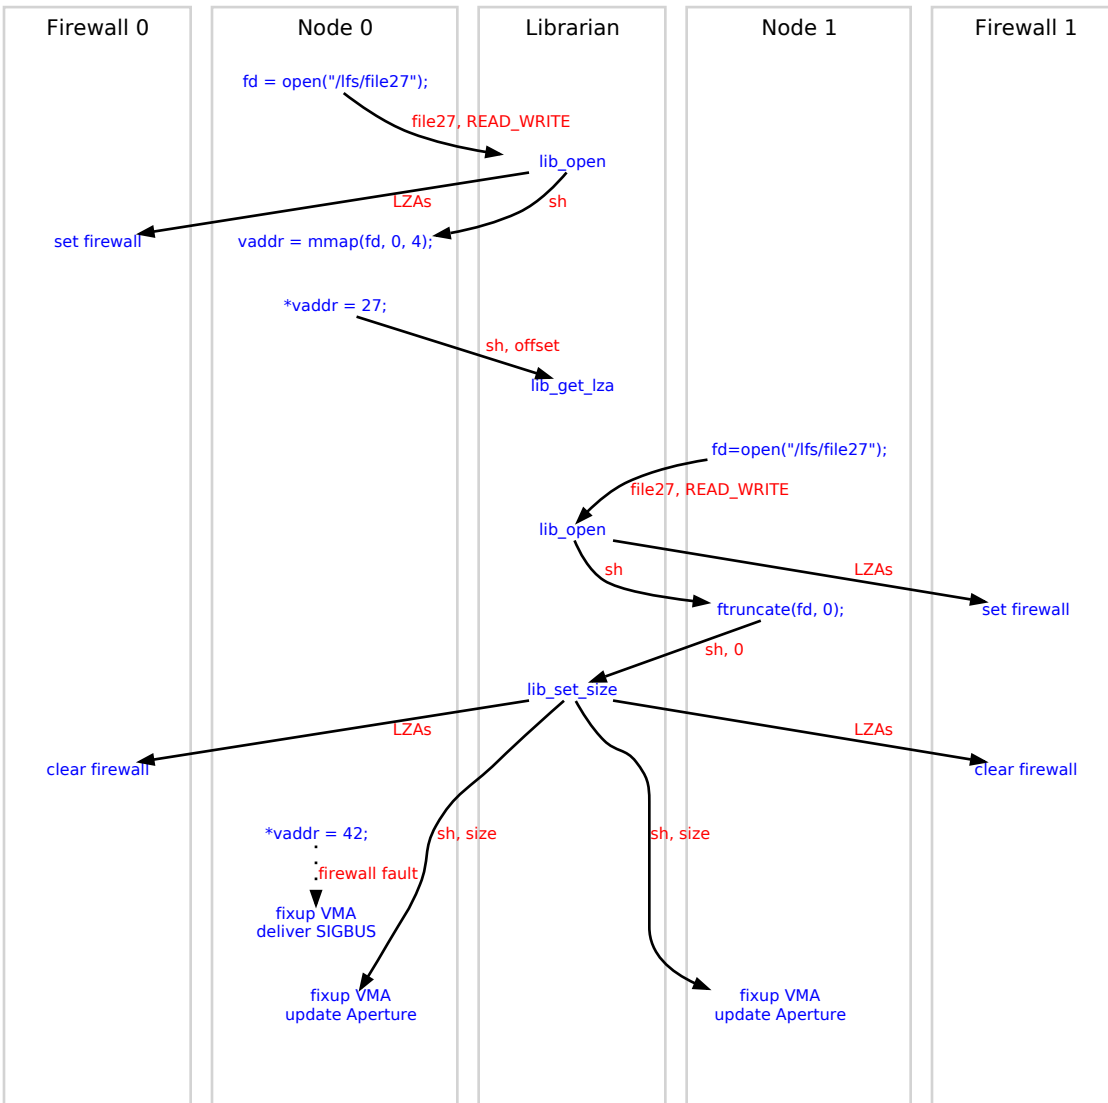 Firewall 0
Node 0
Librarian
Node 1
Firewall 1
fd = open("/lfs/file27");
file27, READ_WRITE
lib_open
LZAs
sh
set firewall
vaddr = mmap(fd, 0, 4);
*vaddr = 27;
sh, offset
lib_get_lza
fd=open("/lfs/file27");
file27, READ_WRITE
lib_open
sh
LZAs
ftruncate(fd, 0);
set firewall
sh, 0
lib_set_size
LZAs
LZAs
clear firewall
clear firewall
*vaddr = 42;
sh, size
sh, size
firewall fault
fixup VMA
deliver SIGBUS
fixup VMA
update Aperture
fixup VMA
update Aperture